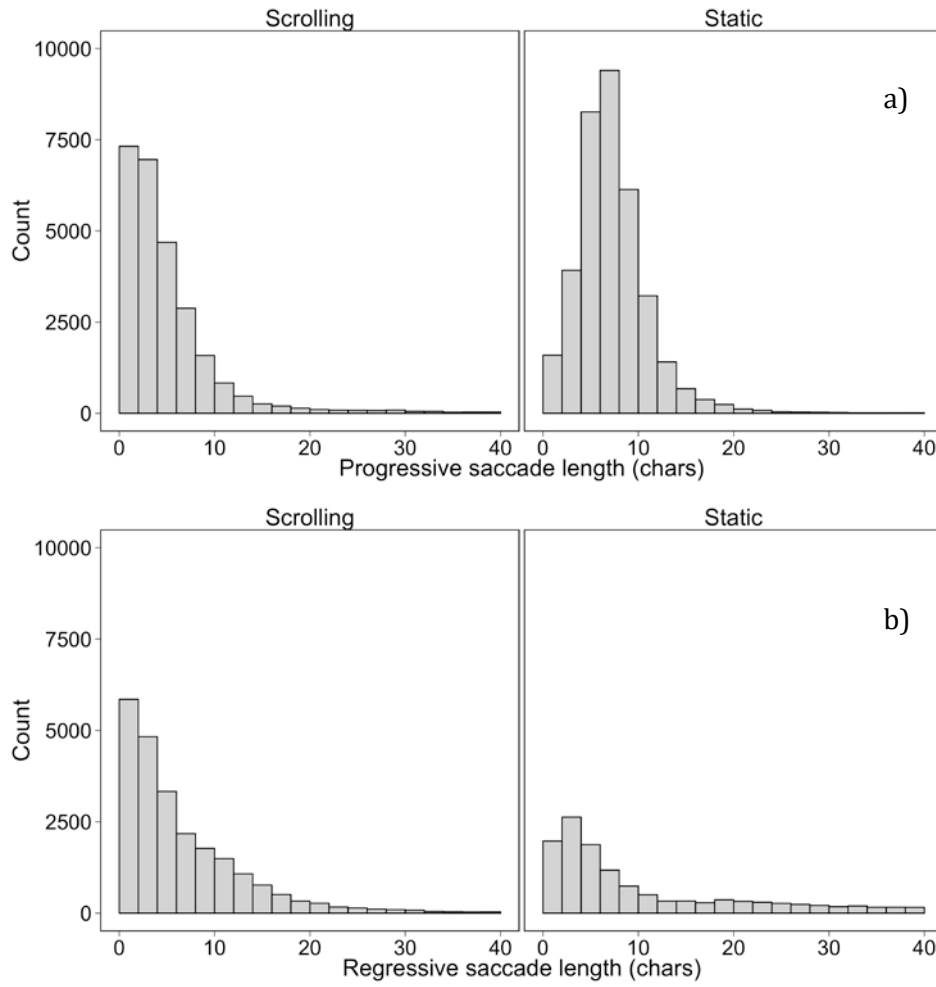 Scrolling Static
10000
a)
7500
Count
5000
2500
0
0 10 20 30 40 0 10 20 30 40
Progressive saccade length (chars)
Scrolling Static
10000
b)
7500
Count
5000
2500
0
0 10 20 30 40 0 10 20 30 40
Regressive saccade length (chars)